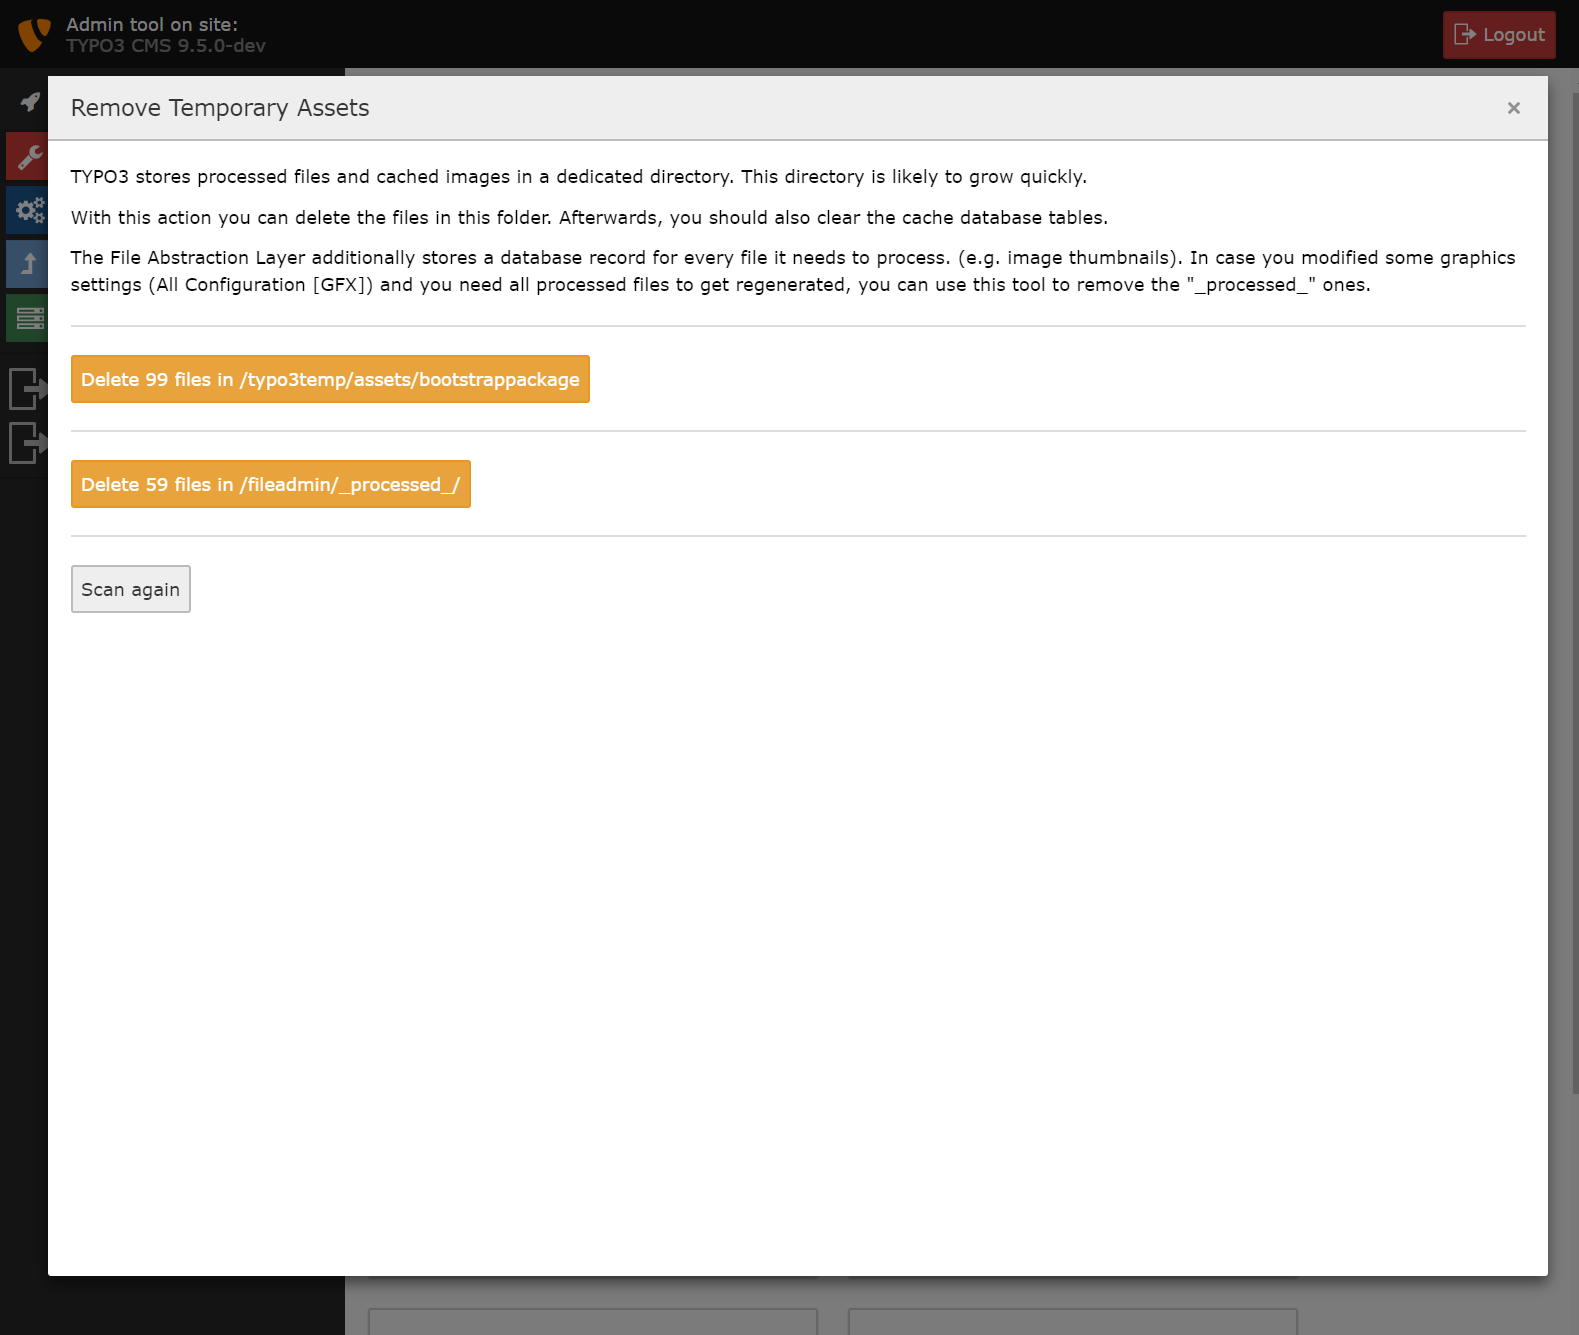 Admin tool on site:
TYPO3 CMS 9.5.0-dev
Logout
Remove Temporary Assets
×
TYPO3 stores processed files and cached images in a dedicated directory. This directory is likely to grow quickly.
With this action you can delete the files in this folder. Afterwards, you should also clear the cache database tables.
The File Abstraction Layer additionally stores a database record for every file it needs to process. (e.g. image thumbnails). In case you modified some graphics
settings (All Configuration [GFX]) and you need all processed files to get regenerated, you can use this tool to remove the "_processed_" ones.
Delete 99 files in /typo3temp/assets/bootstrappackage
Delete 59 files in /fileadmin/_processed_/
Scan again